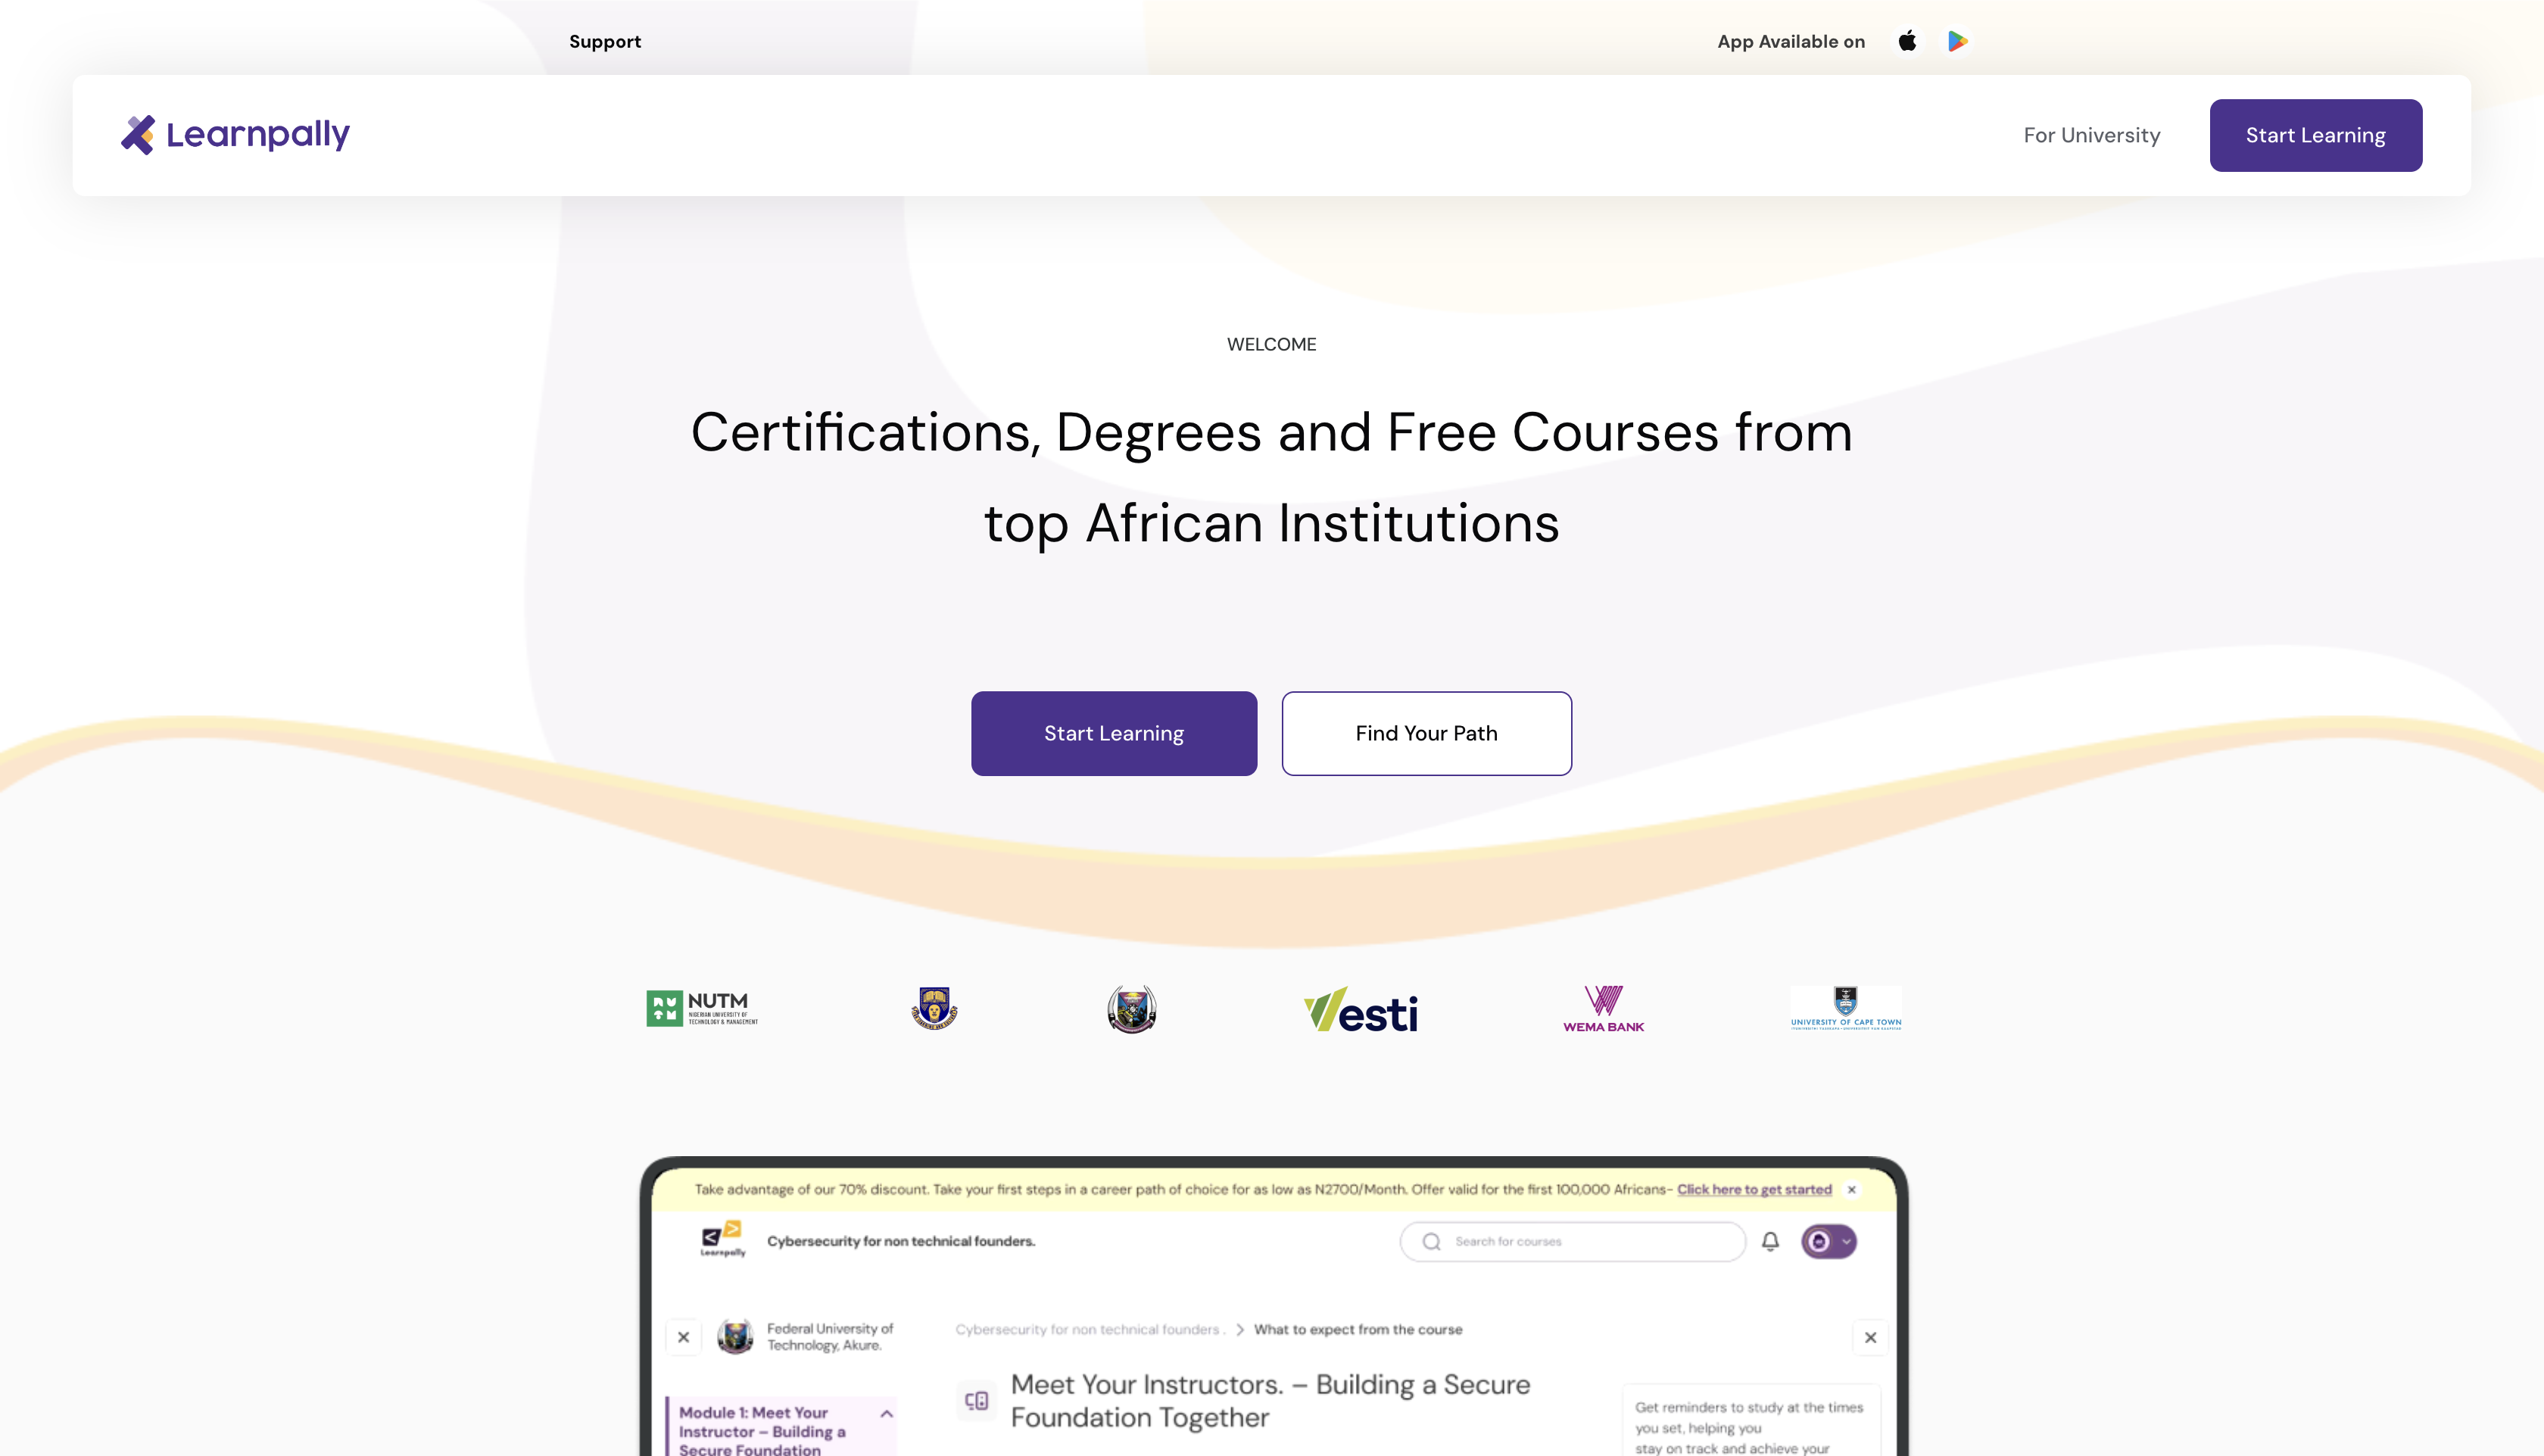 Support
App Available on
Learnpally
For University
Start Learning
WELCOME
Certifications, Degrees and Free Courses from
top African Institutions
Start Learning
Find Your Path
NUTM
NIGERIAN UNIVERSITY OF
TECHNOLOGY & MANAGEMENT
Vesti
WEMA BANK
UNIVERSITY OF CAPE TOWN
Take advantage of our 70% discount. Take your first steps in a career path of choice for as low as N2700/Month. Offer valid for the first 100,000 Africans- Click here to get started
Learnpally
Cybersecurity for non technical founders.
Search for courses
Federal University of
Technology, Akure.
Cybersecurity for non technical founders . > What to expect from the course
Meet Your Instructors. – Building a Secure
Foundation Together
Module 1: Meet Your
Instructor – Building a
Secure Foundation
Get reminders to study at the times
you set, helping you
stay on track and achieve your